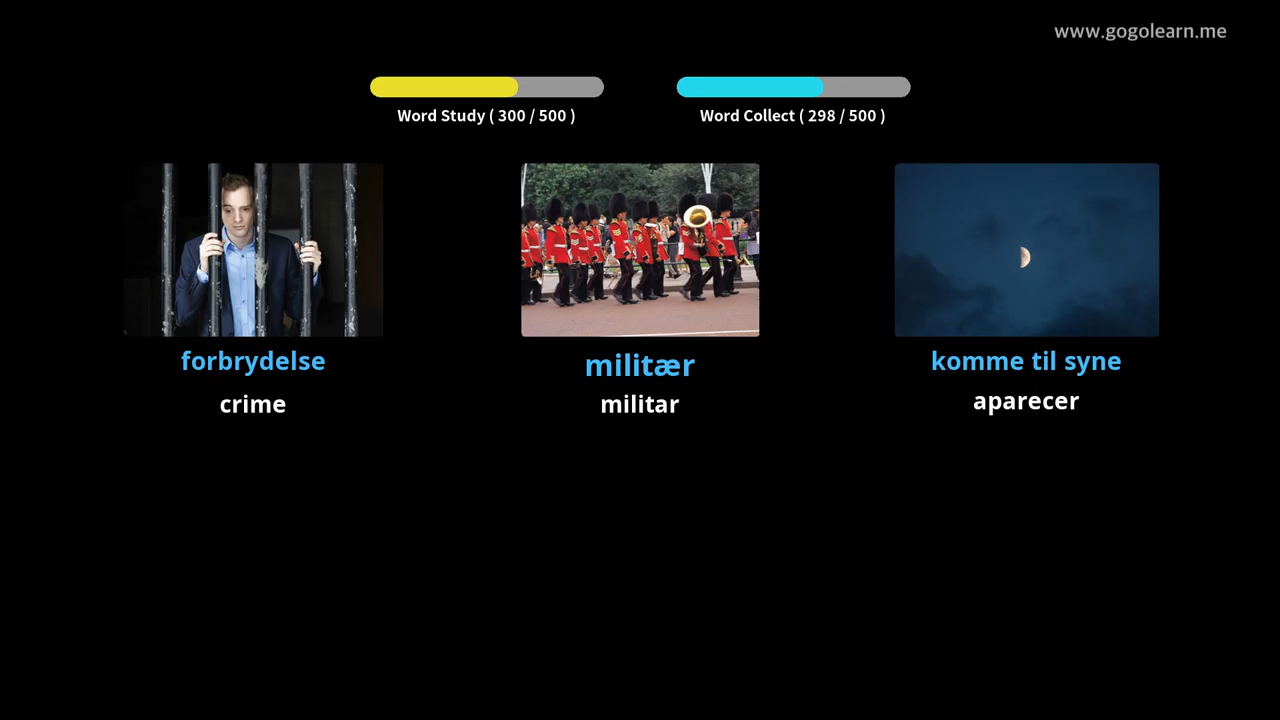 www.gogolearn.me
Word Study ( 300 / 500 )
Word Collect ( 298 / 500 )
forbrydelse
crime
militær
militar
komme til syne
aparecer